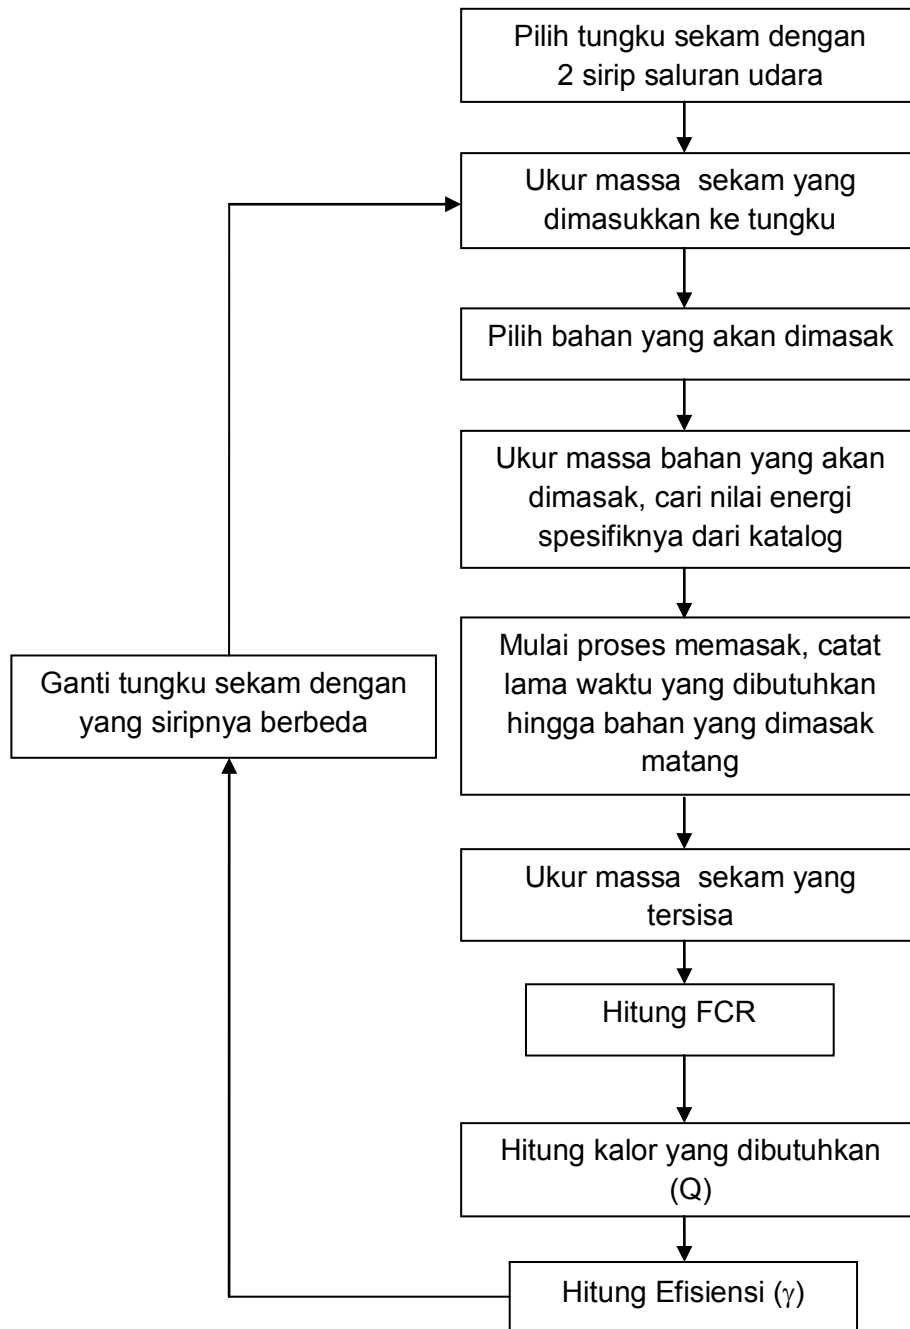 Pilih tungku sekam dengan
2 sirip saluran udara
Ukur massa  sekam yang
dimasukkan ke tungku
Pilih bahan yang akan dimasak
Ukur massa bahan yang akan
dimasak, cari nilai energi
spesifiknya dari katalog
Mulai proses memasak, catat
lama waktu yang dibutuhkan
hingga bahan yang dimasak
matang
Ukur massa  sekam yang
tersisa
Hitung FCR
Hitung kalor yang dibutuhkan
(Q)
Hitung Efisiensi (γ)
Ganti tungku sekam dengan
yang siripnya berbeda